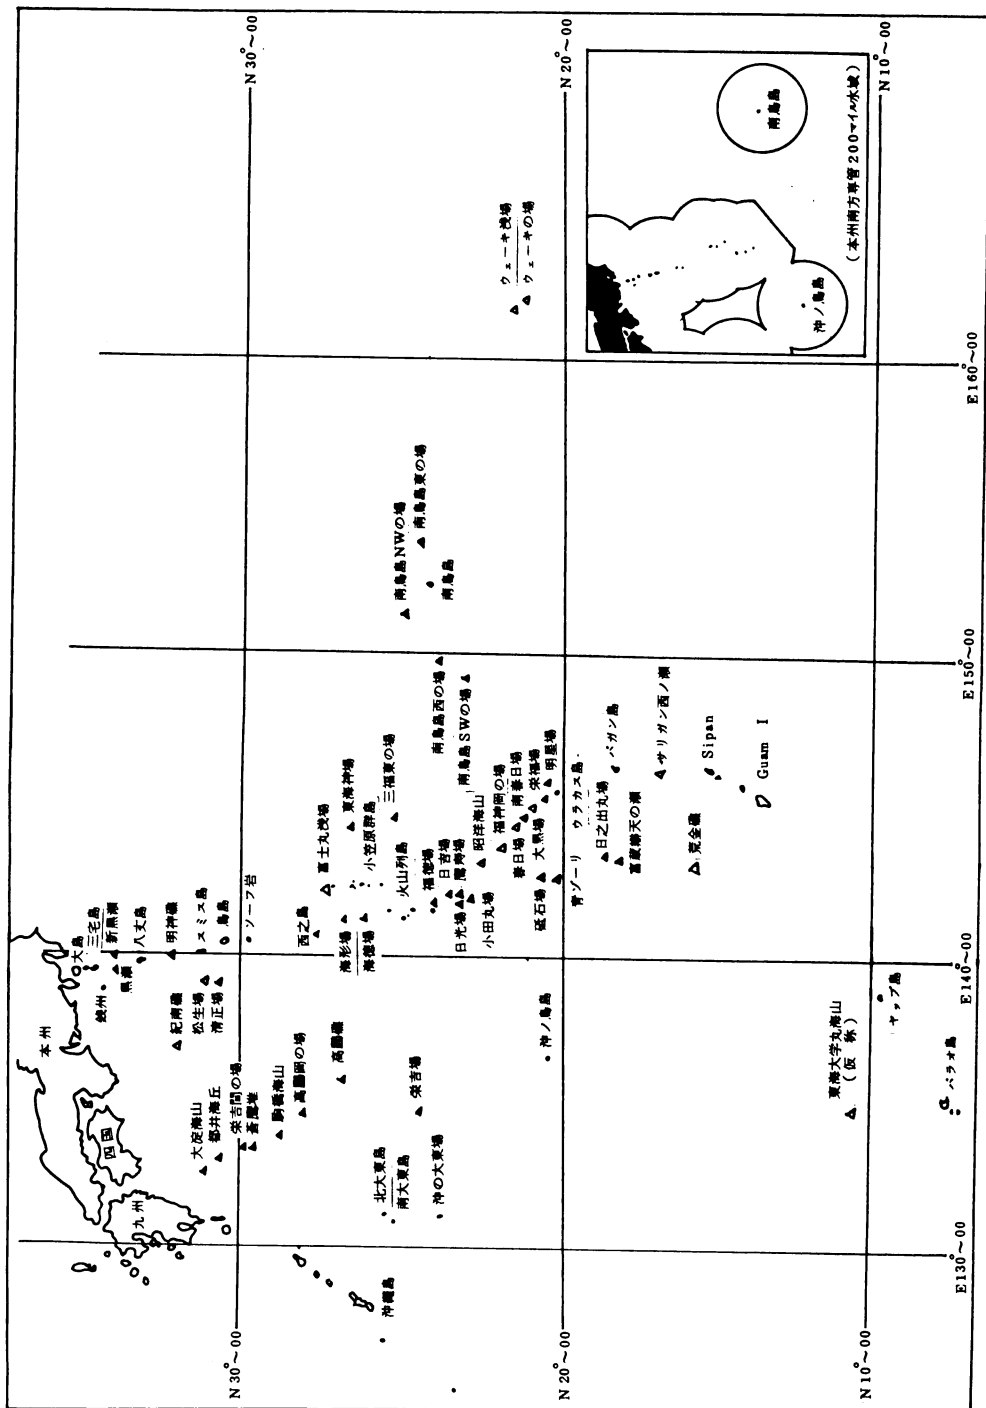 N 30°~00
N 20°~00
N 10°~00
ウェーキ浅場
ウェーキの場
南鳥島
沖ノ鳥島
(本州南方専管200マイル水域)
E160°~00
南鳥島NWの場
南鳥島東の場
南鳥島
E150°~00
南鳥島西の場
南鳥島SWの場
本州
四国
九州
大島
三宅島
新黒瀬
黒瀬
銭州
八丈島
明神礁
スミス島
鳥島
ソーフ岩
紀南礁
松生場
清正場
西之島
富士丸浅場
東海神場
小笠原群島
三福東の場
海形場
海徳場
火山列島
福徳場
日吉場
鷹寿場
日光場
小田丸場
昭洋海山
福神岡の場
春日場
南春日場
栄福場
大黒場
明星場
砥石場
青ゾーリ
ウラカス島
日之出丸場
パガン島
富蔵辯天の瀬
サリガン西ノ瀬
荒金礁
Sipan
Guam I
大淀海山
都井海丘
栄吉間の場
蒼鷹堆
駒橋海山
高鵬岡の場
高鵬礁
栄吉場
沖ノ鳥島
北大東島
南大東島
沖の大東場
沖縄島
東海大学丸海山
(仮称)
ヤップ島
パラオ島
E140°~00
E130°~00
N 30°~00
N 20°~00
N 10°~00